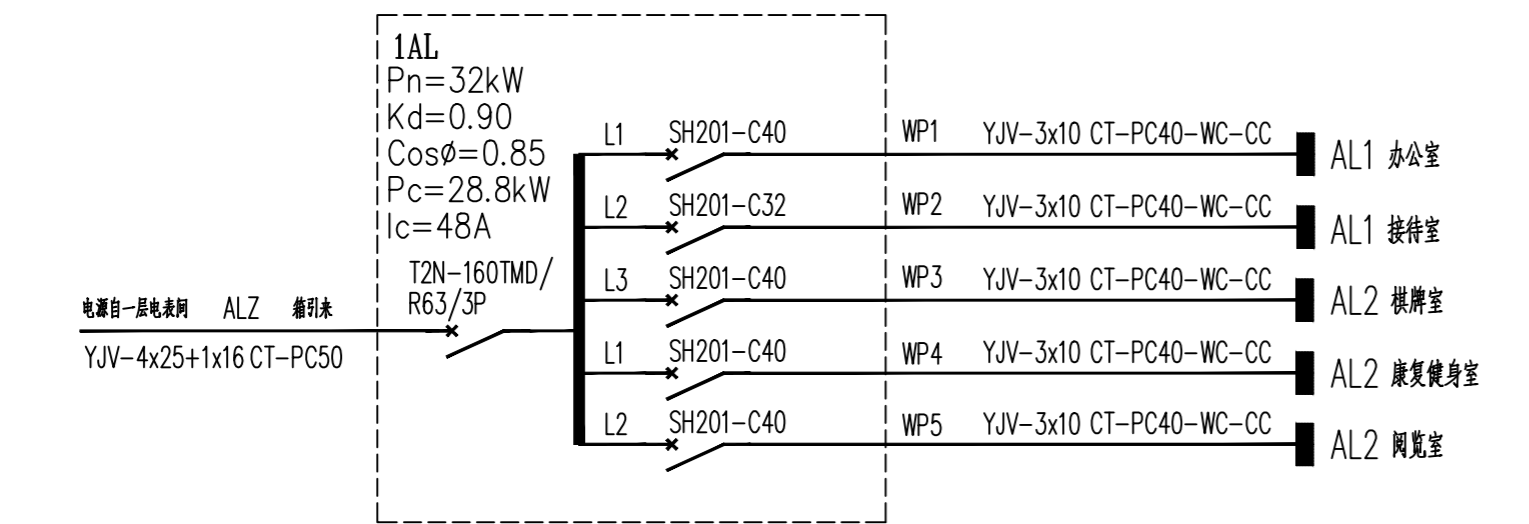 1AL
Pn=32kW
Kd=0.90
CosØ=0.85
Pc=28.8kW
Ic=48A
T2N-160TMD/
R63/3P
电源自一层电表间 ALZ 箱引来
YJV-4x25+1x16 CT-PC50
L1 SH201-C40 WP1 YJV-3x10 CT-PC40-WC-CC AL1 办公室
L2 SH201-C32 WP2 YJV-3x10 CT-PC40-WC-CC AL1 接待室
L3 SH201-C40 WP3 YJV-3x10 CT-PC40-WC-CC AL2 棋牌室
L1 SH201-C40 WP4 YJV-3x10 CT-PC40-WC-CC AL2 康复健身室
L2 SH201-C40 WP5 YJV-3x10 CT-PC40-WC-CC AL2 阅览室